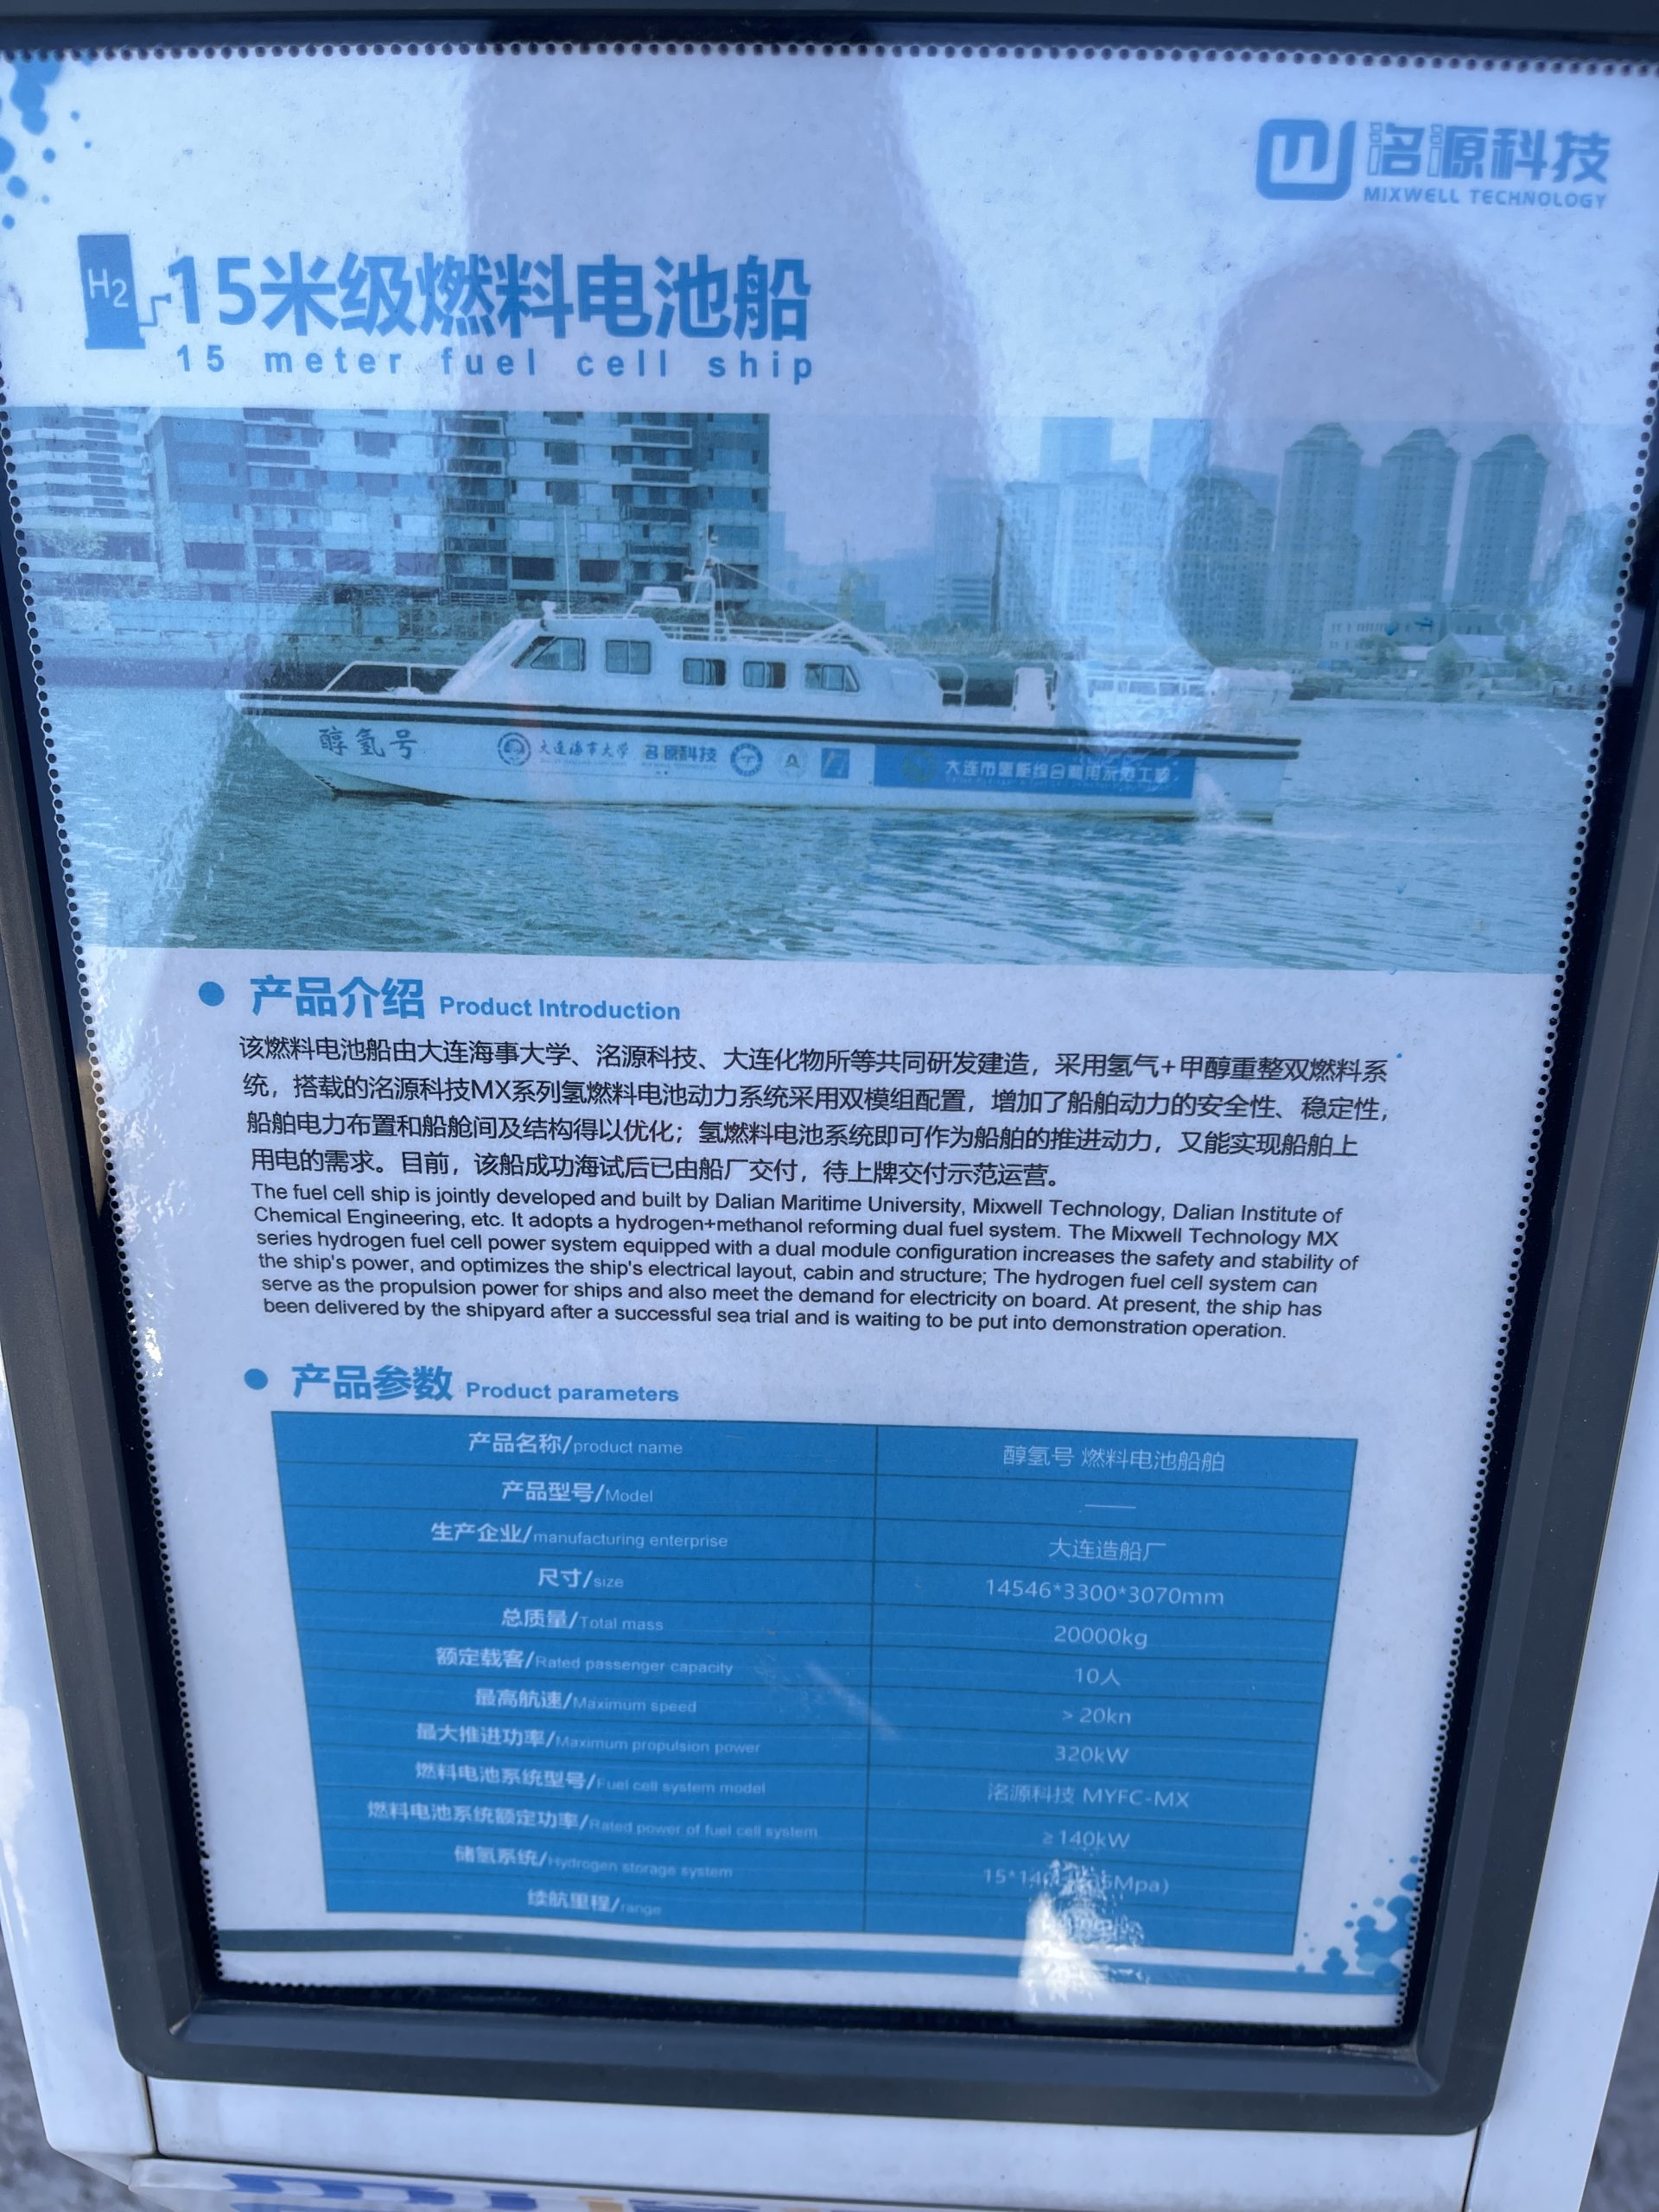 洺源科技
MIXWELL TECHNOLOGY
H2
15米级燃料电池船
15 meter fuel cell ship
醇氢号
大连海事大学 洺源科技
大连市氢能综合利用示范工程
产品介绍 Product Introduction
该燃料电池船由大连海事大学、洺源科技、大连化物所等共同研发建造，采用氢气+甲醇重整双燃料系
统，搭载的洺源科技MX系列氢燃料电池动力系统采用双模组配置，增加了船舶动力的安全性、稳定性，
船舶电力布置和船舱间及结构得以优化；氢燃料电池系统即可作为船舶的推进动力，又能实现船舶上
用电的需求。目前，该船成功海试后已由船厂交付，待上牌交付示范运营。
The fuel cell ship is jointly developed and built by Dalian Maritime University, Mixwell Technology, Dalian Institute of
Chemical Engineering, etc. It adopts a hydrogen+methanol reforming dual fuel system. The Mixwell Technology MX
series hydrogen fuel cell power system equipped with a dual module configuration increases the safety and stability of
the ship's power, and optimizes the ship's electrical layout, cabin and structure; The hydrogen fuel cell system can
serve as the propulsion power for ships and also meet the demand for electricity on board. At present, the ship has
been delivered by the shipyard after a successful sea trial and is waiting to be put into demonstration operation.
产品参数 Product parameters
产品名称/product name 醇氢号 燃料电池船舶
产品型号/Model ——
生产企业/manufacturing enterprise 大连造船厂
尺寸/size 14546*3300*3070mm
总质量/Total mass 20000kg
额定载客/Rated passenger capacity 10人
最高航速/Maximum speed > 20kn
最大推进功率/Maximum propulsion power 320kW
燃料电池系统型号/Fuel cell system model 洺源科技 MYFC-MX
燃料电池系统额定功率/Rated power of fuel cell system ≥140kW
储氢系统/Hydrogen storage system
续航里程/range